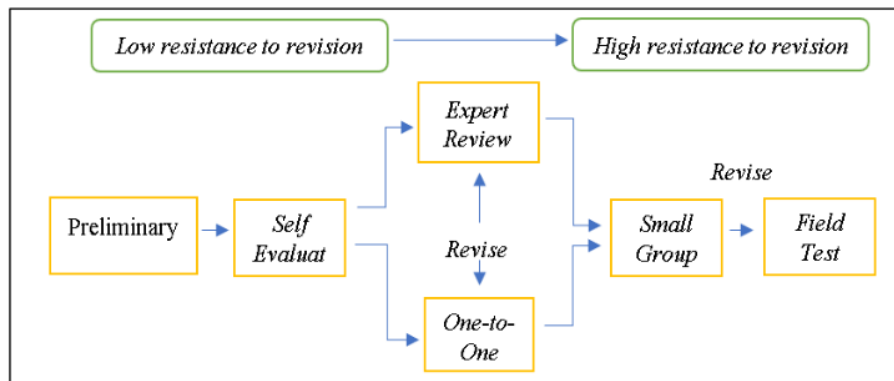 Low resistance to revision
High resistance to revision
Expert
Review
Revise
Preliminary
Self
Evaluat
Revise
Small
Group
Field
Test
One-to-
One